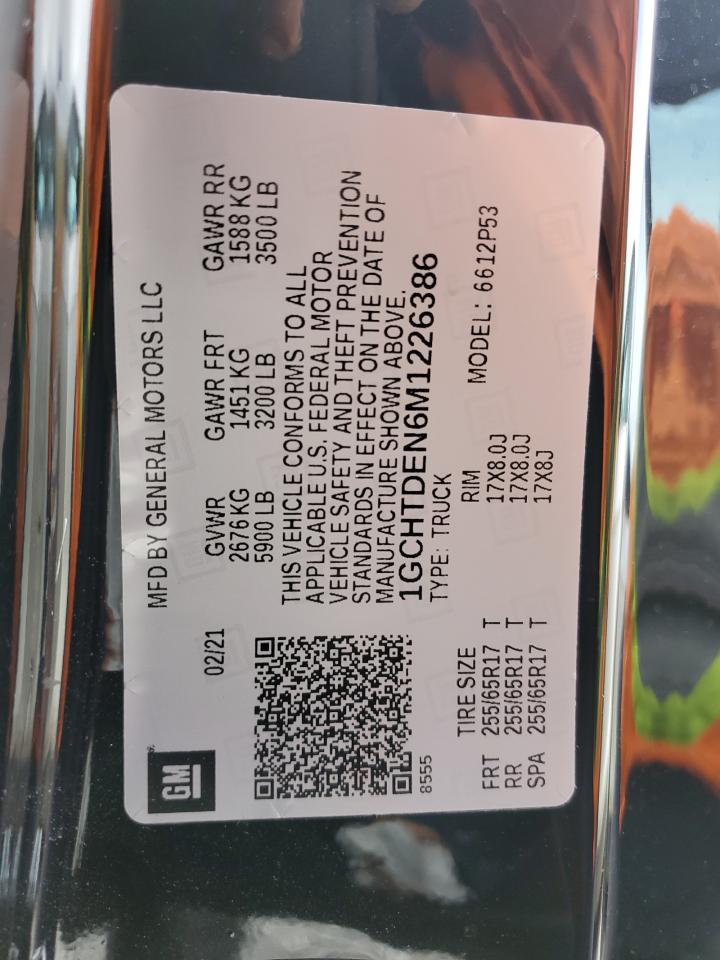 GM
MFD BY GENERAL MOTORS LLC
02/21
GVWR GAWR FRT GAWR RR
2676KG 1451 KG 1588 KG
5900 LB 3200 LB 3500 LB
THIS VEHICLE CONFORMS TO ALL
APPLICABLE U.S. FEDERAL MOTOR
VEHICLE SAFETY AND THEFT PREVENTION
STANDARDS IN EFFECT ON THE DATE OF
MANUFACTURE SHOWN ABOVE.
1GCHTDEN6M1226386
8555
TYPE: TRUCK
TIRE SIZE RIM MODEL: 6612P53
FRT 255/65R17 T 17X8.0J
RR 255/65R17 T 17X8.0J
SPA 255/65R17 T 17X8J